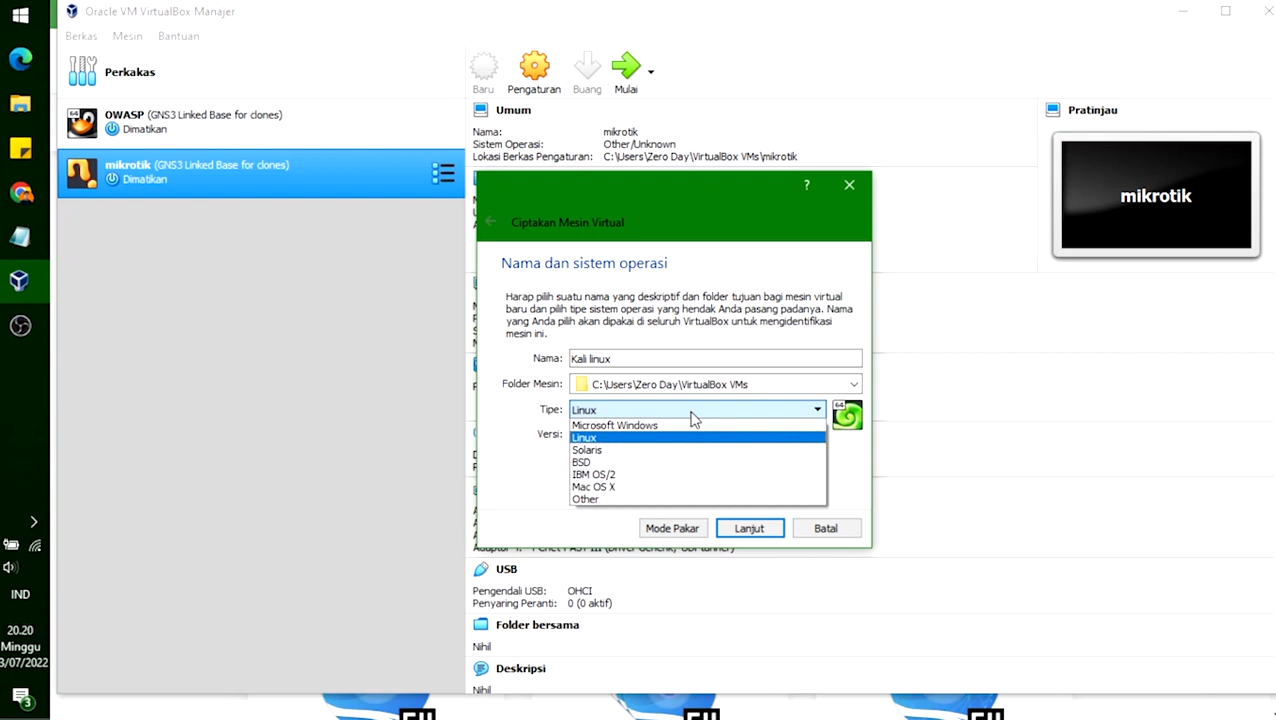 Oracle VM VirtualBox Manajer
Berkas Mesin Bantuan
Perkakas
Baru Pengaturan Buang Mulai
64
OWASP (GNS3 Linked Base for clones)
Dimatikan
mikrotik (GNS3 Linked Base for clones)
Dimatikan
Umum
Nama: mikrotik
Sistem Operasi: Other/Unknown
Lokasi Berkas Pengaturan: C:\Users\Zero Day\VirtualBox VMs\mikrotik
Pratinjau
mikrotik
?
Ciptakan Mesin Virtual
Nama dan sistem operasi
Harap pilih suatu nama yang deskriptif dan folder tujuan bagi mesin virtual
baru dan pilih tipe sistem operasi yang hendak Anda pasang padanya. Nama
yang Anda pilih akan dipakai di seluruh VirtualBox untuk mengidentifikasi
mesin ini.
Nama: Kali linux
Folder Mesin: C:\Users\Zero Day\VirtualBox VMs
Tipe: Linux
64
Versi:
Microsoft Windows
Linux
Solaris
BSD
IBM OS/2
Mac OS X
Other
Mode Pakar Lanjut Batal
USB
Pengendali USB: OHCI
Penyaring Peranti: 0 (0 aktif)
Folder bersama
Nihil
Deskripsi
Nihil
IND
20.20
Minggu
3/07/2022
3